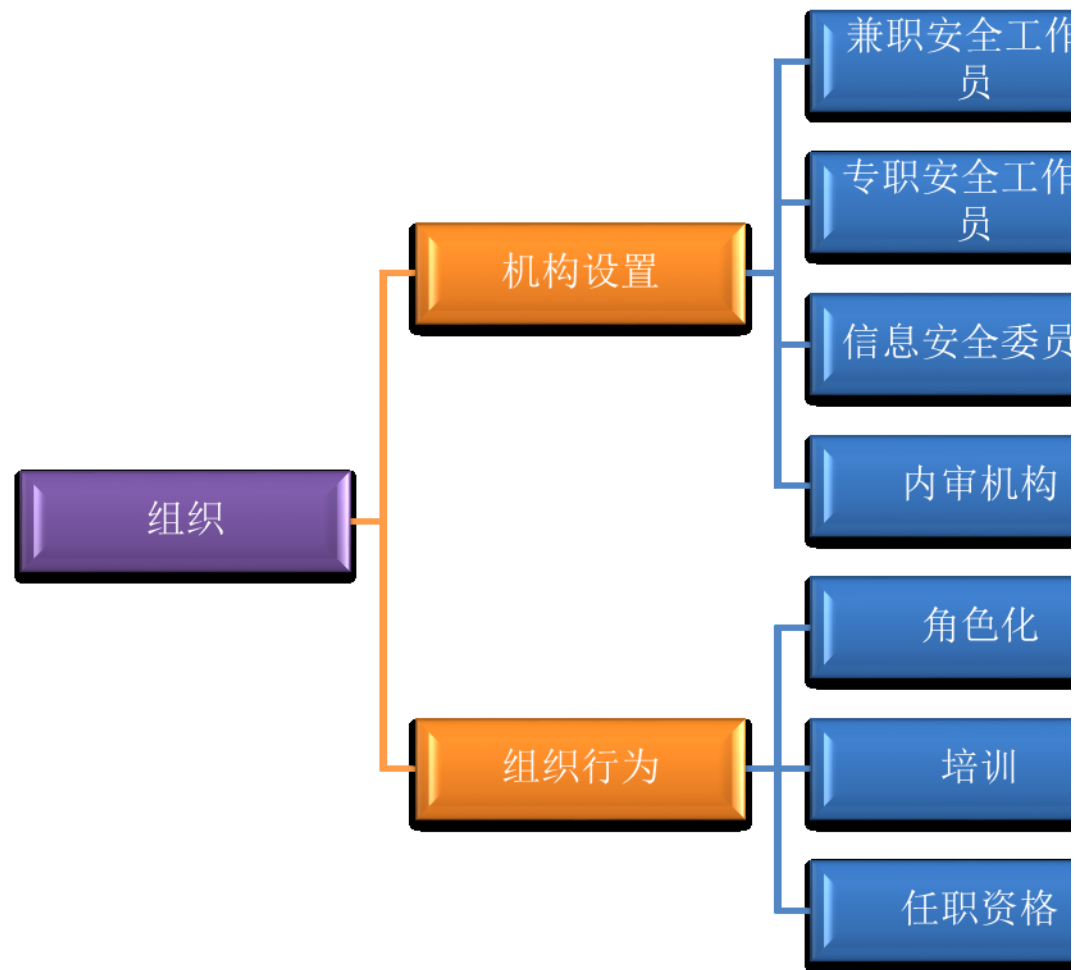 组织
机构设置
兼职安全工作
员
专职安全工作
员
信息安全委员
内审机构
组织行为
角色化
培训
任职资格